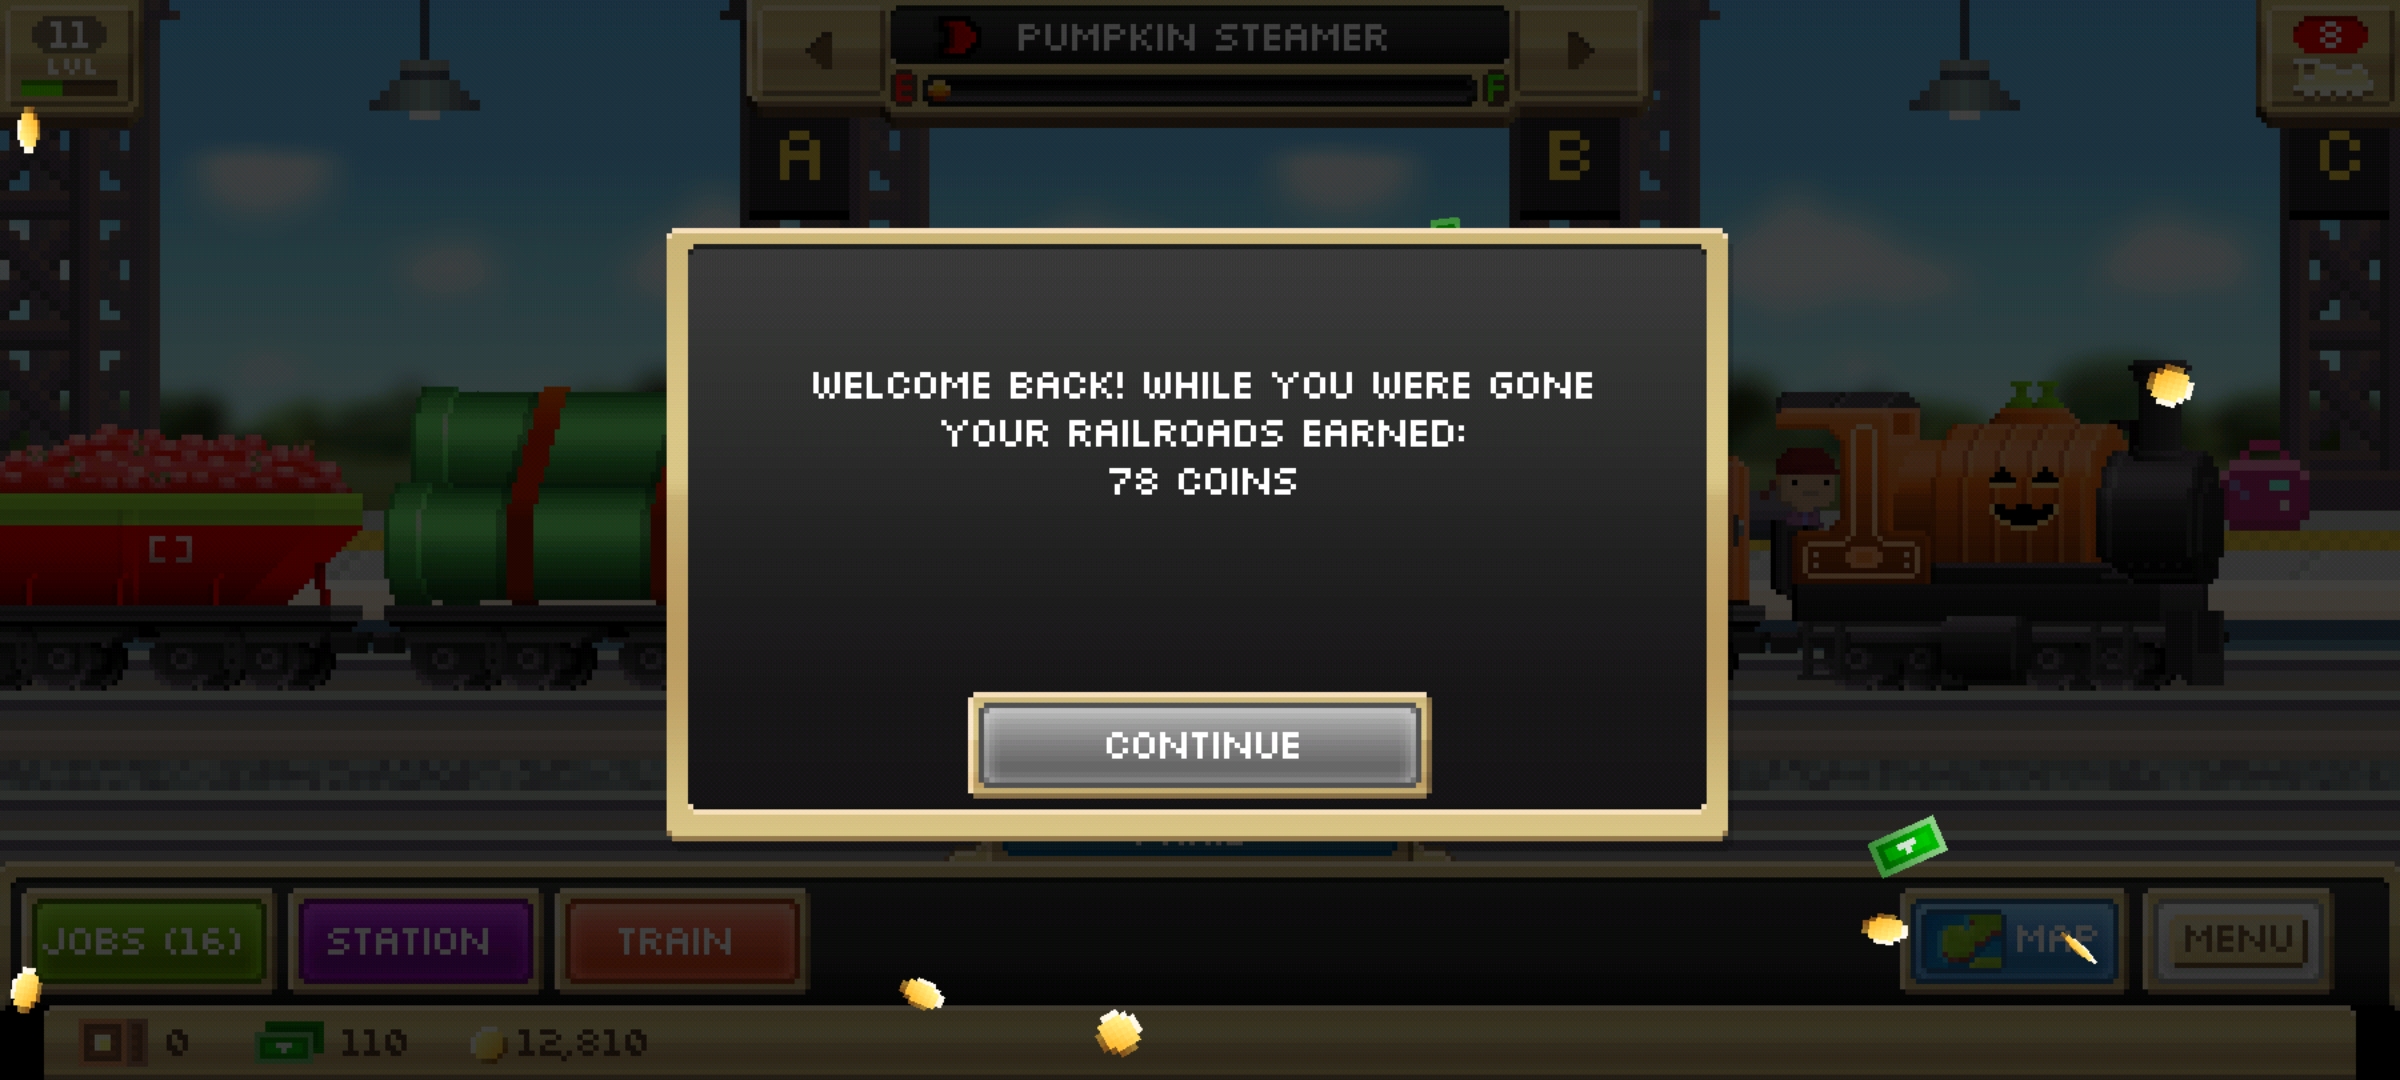 11
LVL
PUMPKIN STEAMER
E
F
8
A
B
C
WELCOME BACK! WHILE YOU WERE GONE
YOUR RAILROADS EARNED:
78 COINS
CONTINUE
JOBS (16)
STATION
TRAIN
MAP
MENU
0
110
12,810